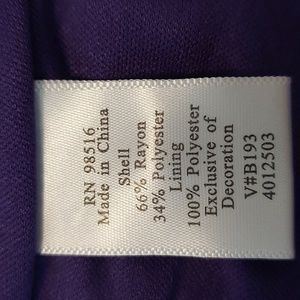 RN 98516
Made in China
Shell
66% Rayon
34% Polyester
Lining
100% Polyester
Exclusive of
Decoration
V#B193
4012503